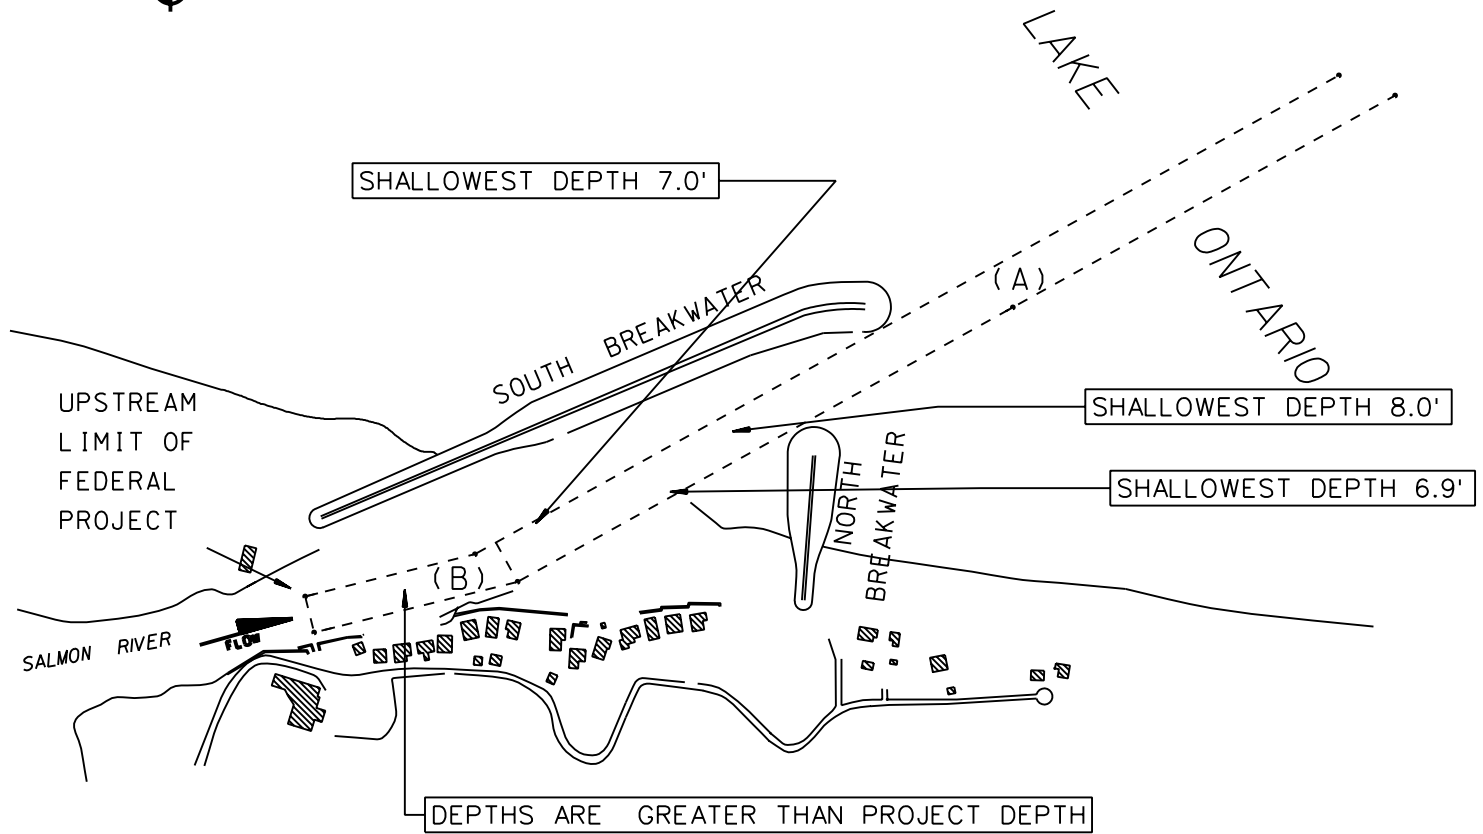 LAKE
SHALLOWEST DEPTH 7.0'
ONTARIO
(A)
SOUTH BREAKWATER
UPSTREAM
LIMIT OF
FEDERAL
PROJECT
SHALLOWEST DEPTH 8.0'
SHALLOWEST DEPTH 6.9'
NORTH
BREAKWATER
(B)
FLOW
SALMON RIVER
DEPTHS ARE GREATER THAN PROJECT DEPTH